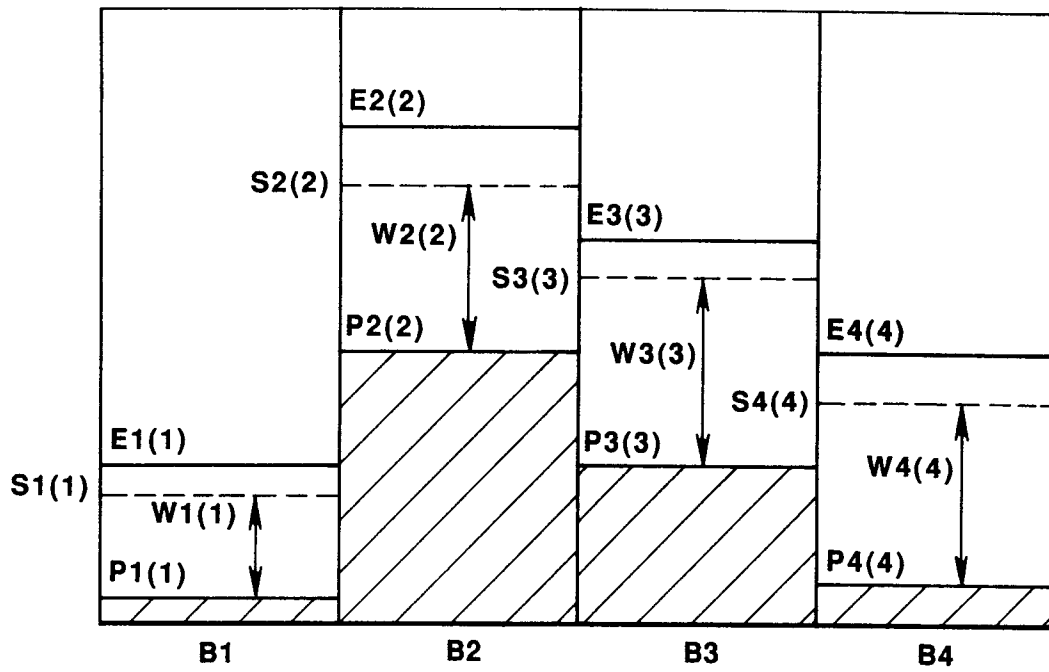 E2(2)
S2(2)
E3(3)
W2(2)
S3(3)
P2(2)
E4(4)
W3(3)
S4(4)
E1(1)
P3(3)
W4(4)
S1(1)
W1(1)
P1(1)
P4(4)
B1 B2 B3 B4